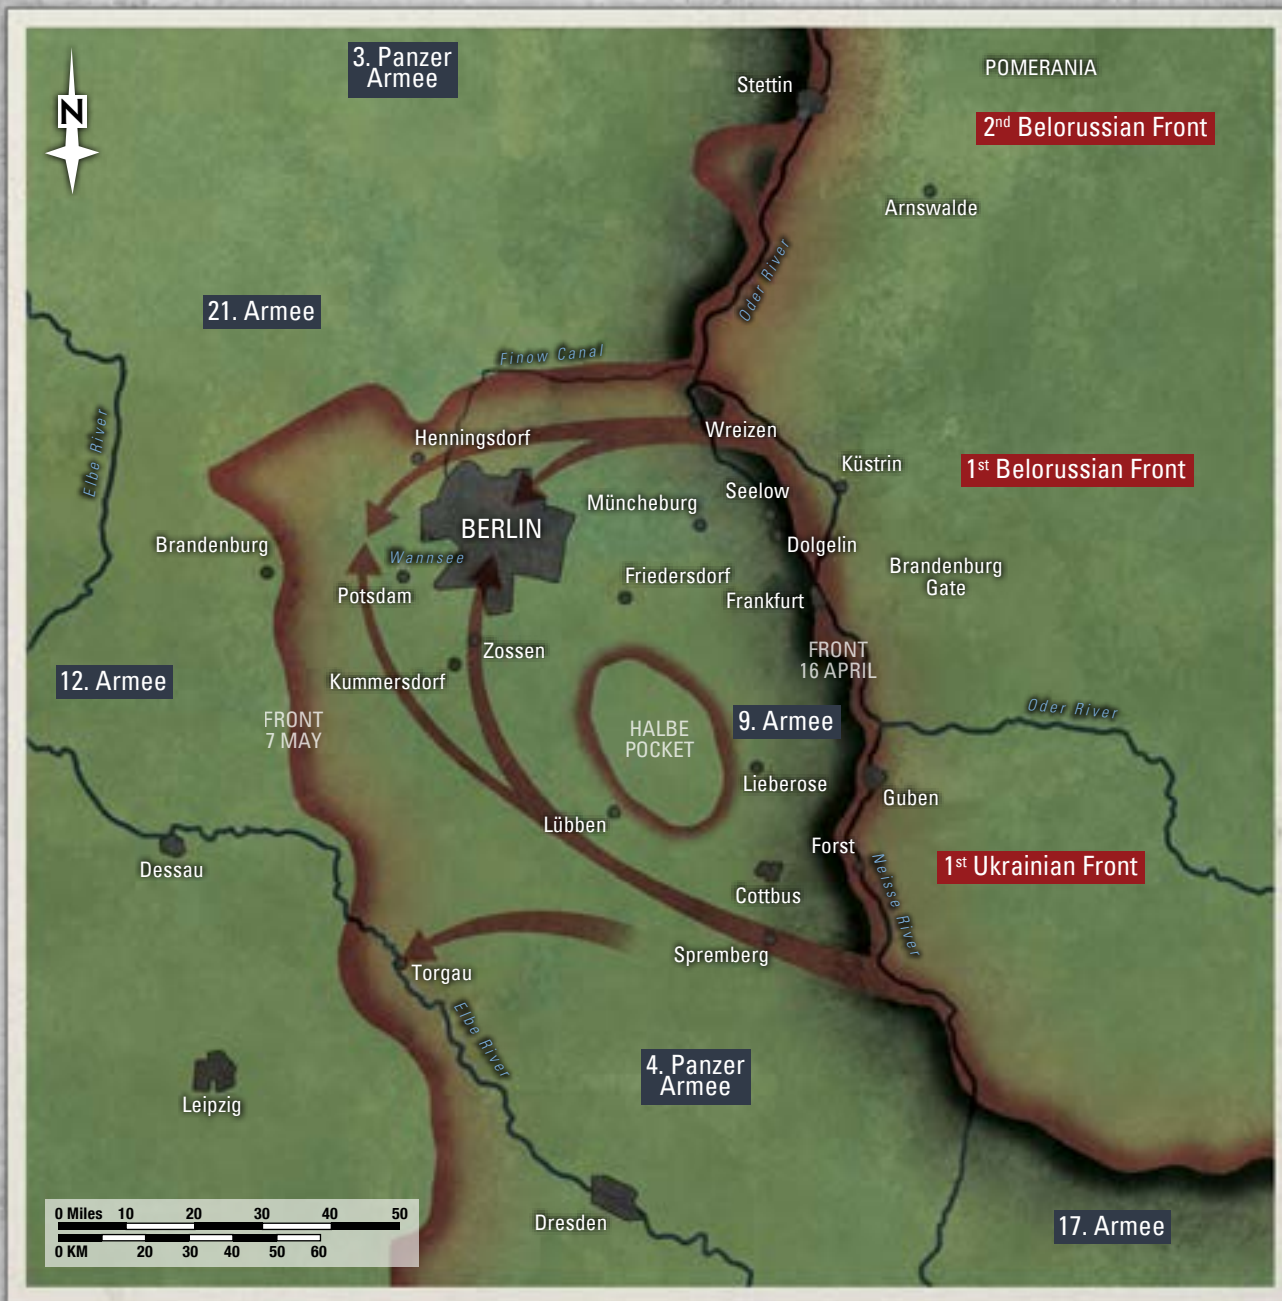 3. Panzer
Armee
POMERANIA
Stettin
N
2nd Belorussian Front
Arnswalde
Oder River
21. Armee
Finow Canal
Elbe River
Henningsdorf
Wreizen
Küstrin
1st Belorussian Front
Seelow
Müncheburg
BERLIN
Brandenburg
Wannsee
Dolgelin
Brandenburg
Gate
Friedersdorf
Potsdam
Frankfurt
Zossen
FRONT
16 APRIL
12. Armee
Kummersdorf
Oder River
FRONT
7 MAY
HALBE
POCKET
9. Armee
Lieberose
Guben
Lübben
Forst
Dessau
1st Ukrainian Front
Neisse River
Cottbus
Spremberg
Torgau
Elbe River
4. Panzer
Armee
Leipzig
Dresden
17. Armee
0 Miles 10 20 30 40 50
0 KM 20 30 40 50 60